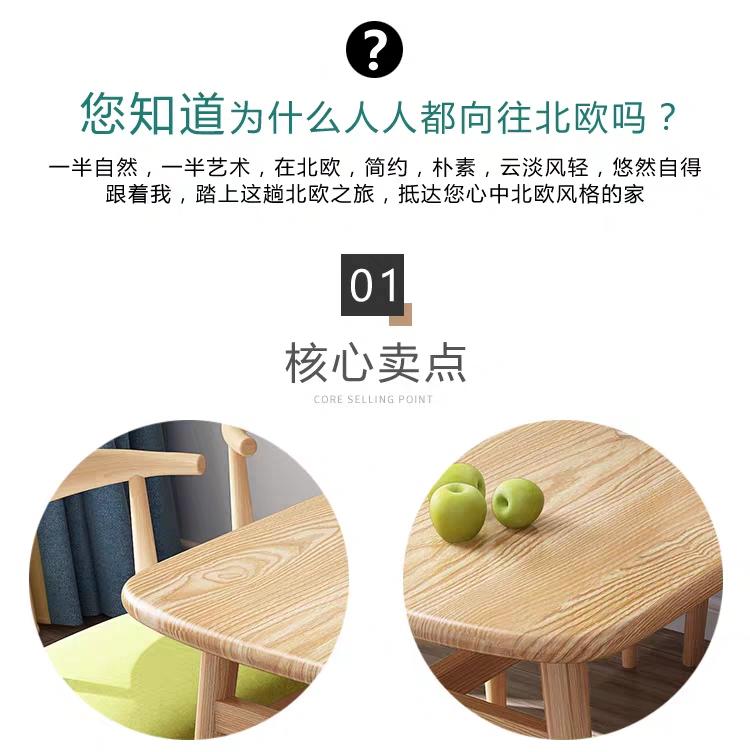 ?
您知道为什么人人都向往北欧吗？
一半自然，一半艺术，在北欧，简约，朴素，云淡风轻，悠然自得
跟着我，踏上这趟北欧之旅，抵达您心中北欧风格的家
01
核心卖点
CORE SELLING POINT